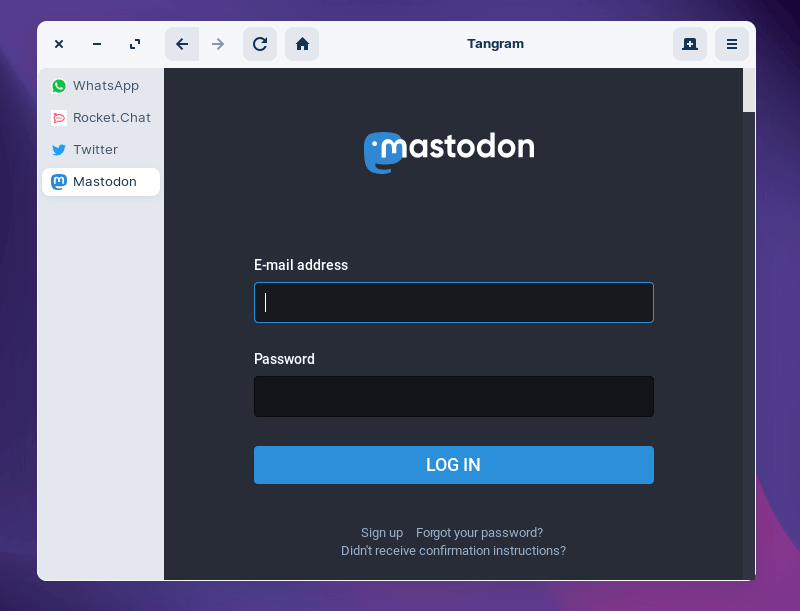 Tangram
WhatsApp
Rocket.Chat
Twitter
Mastodon
mastodon
E-mail address
Password
LOG IN
Sign up Forgot your password?
Didn't receive confirmation instructions?